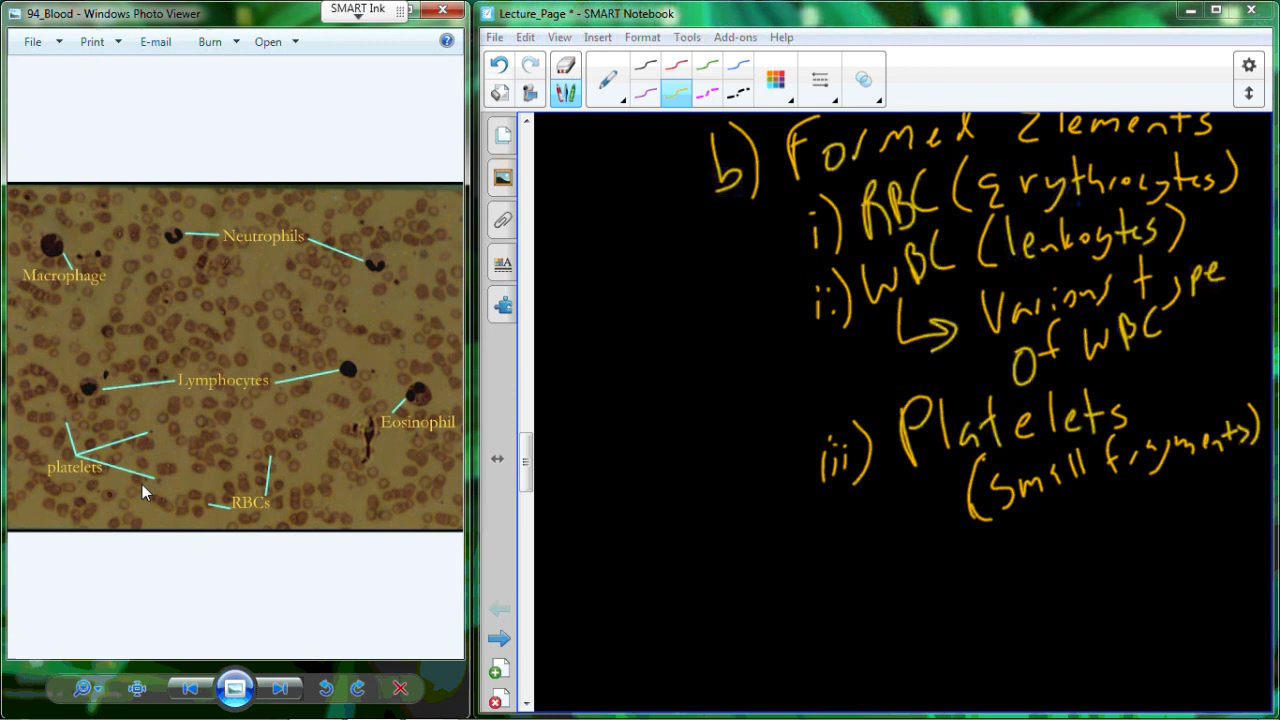 94_Blood - Windows Photo Viewer
SMART Ink
File Print E-mail Burn Open
Neutrophils
Macrophage
Lymphocytes
Eosinophil
platelets
RBCs
Lecture_Page * - SMART Notebook
File Edit View Insert Format Tools Add-ons Help
b) Formed Elements
i) RBC (Erythrocytes)
ii) WBC (leukocytes)
Various type
of WBC
iii) Platelets
(Small fragments)